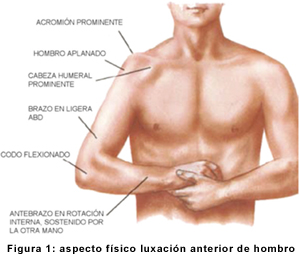 ACROMIÓN PROMINENTE
HOMBRO APLANADO
CABEZA HUMERAL
PROMINENTE
BRAZO EN LIGERA
ABD
CODO FLEXIONADO
ANTEBRAZO EN ROTACIÓN
INTERNA, SOSTENIDO POR
LA OTRA MANO
Figura 1: aspecto físico luxación anterior de hombro